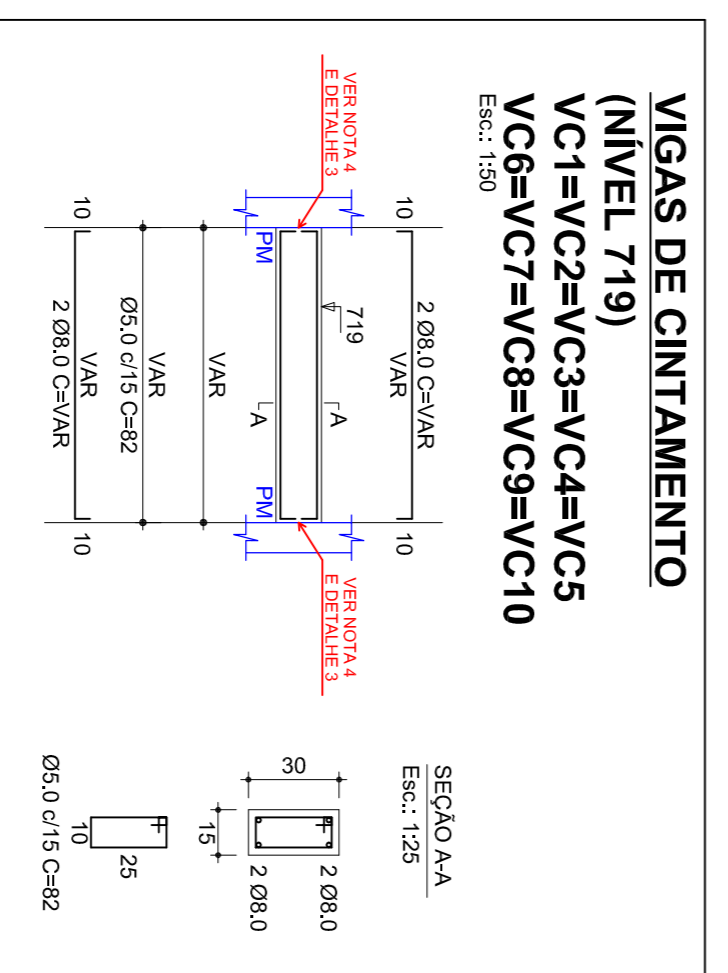 VIGAS DE CINTAMENTO
(NÍVEL 719)
VC1=VC2=VC3=VC4=VC5
VC6=VC7=VC8=VC9=VC10
Esc.: 1:50
10
2 Ø8.0 C=VAR
VAR
10
VER NOTA 4
E DETALHE 3
719
A
A
PM
PM
VER NOTA 4
E DETALHE 3
VAR
VAR
Ø5.0 c/15 C=82
10
VAR
2 Ø8.0 C=VAR
10
SEÇÃO A-A
Esc.: 1:25
30
15
2 Ø8.0
2 Ø8.0
25
10
Ø5.0 c/15 C=82